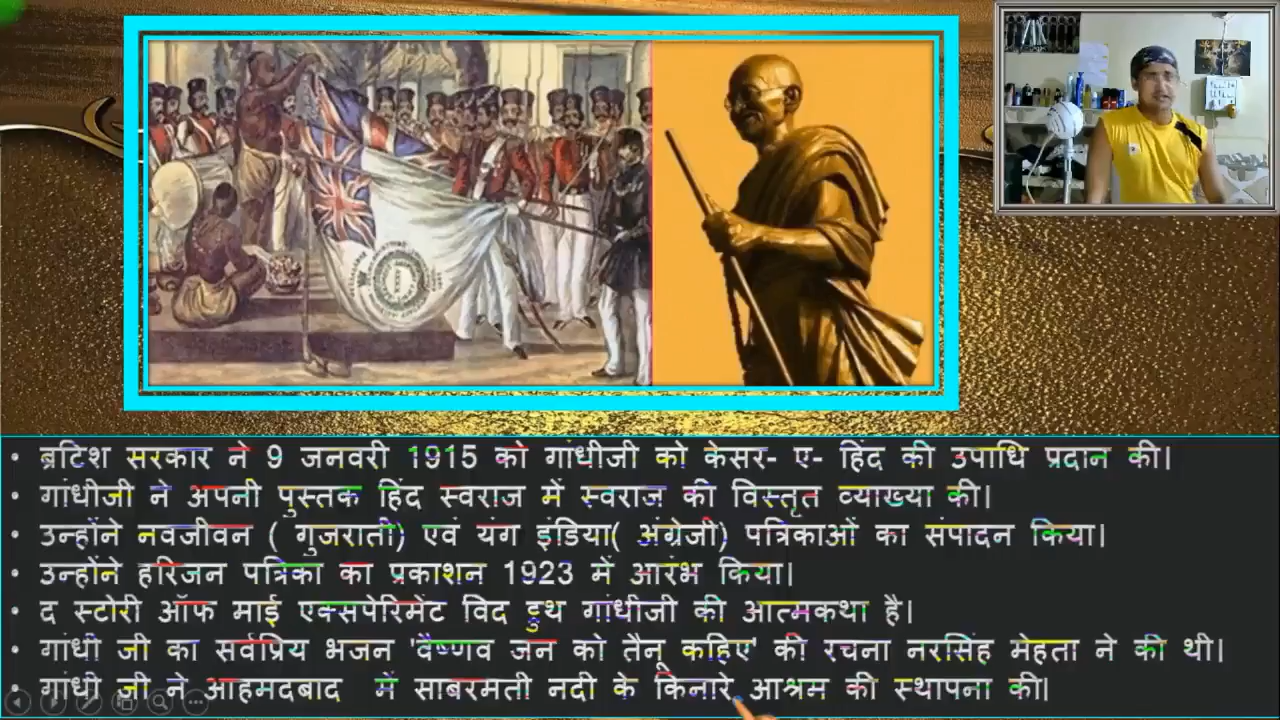 • ब्रटिश सरकार ने 9 जनवरी 1915 को गांधीजी को केसर- ए- हिंद की उपाधि प्रदान की।
• गांधीजी ने अपनी पुस्तक हिंद स्वराज में स्वराज की विस्तृत व्याख्या की।
• उन्होंने नवजीवन ( गुजराती) एवं यंग इंडिया( अंग्रेजी) पत्रिकाओं का संपादन किया।
• उन्होंने हरिजन पत्रिका का प्रकाशन 1923 में आरंभ किया।
• द स्टोरी ऑफ माई एक्सपेरिमेंट विद ट्रुथ गांधीजी की आत्मकथा है।
• गांधी जी का सर्वप्रिय भजन 'वैष्णव जन को तैनू कहिए' की रचना नरसिंह मेहता ने की थी।
• गांधी जी ने आहमदबाद में साबरमती नदी के किनारे आश्रम की स्थापना की।